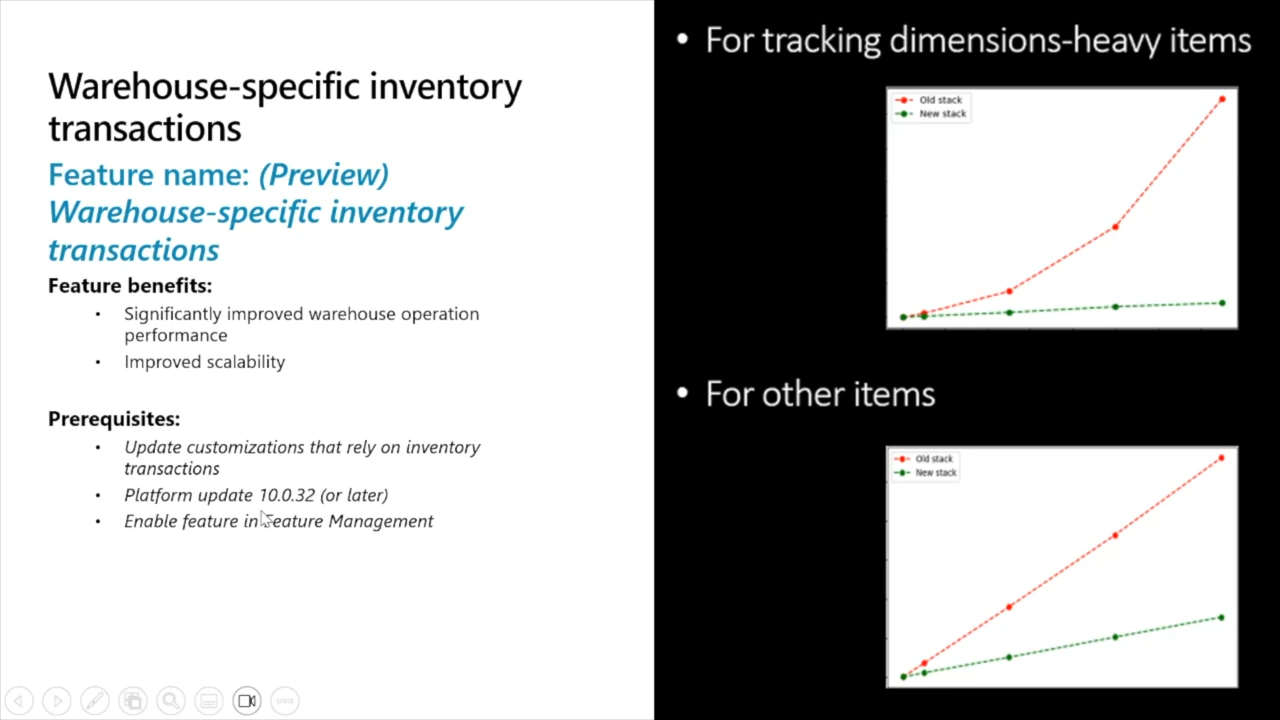 Warehouse-specific inventory
transactions
Feature name: (Preview)
Warehouse-specific inventory
transactions
Feature benefits:
• Significantly improved warehouse operation
performance
• Improved scalability
Prerequisites:
• Update customizations that rely on inventory
transactions
• Platform update 10.0.32 (or later)
• Enable feature in Feature Management
• For tracking dimensions-heavy items
Old stack
New stack
• For other items
Old stack
New stack